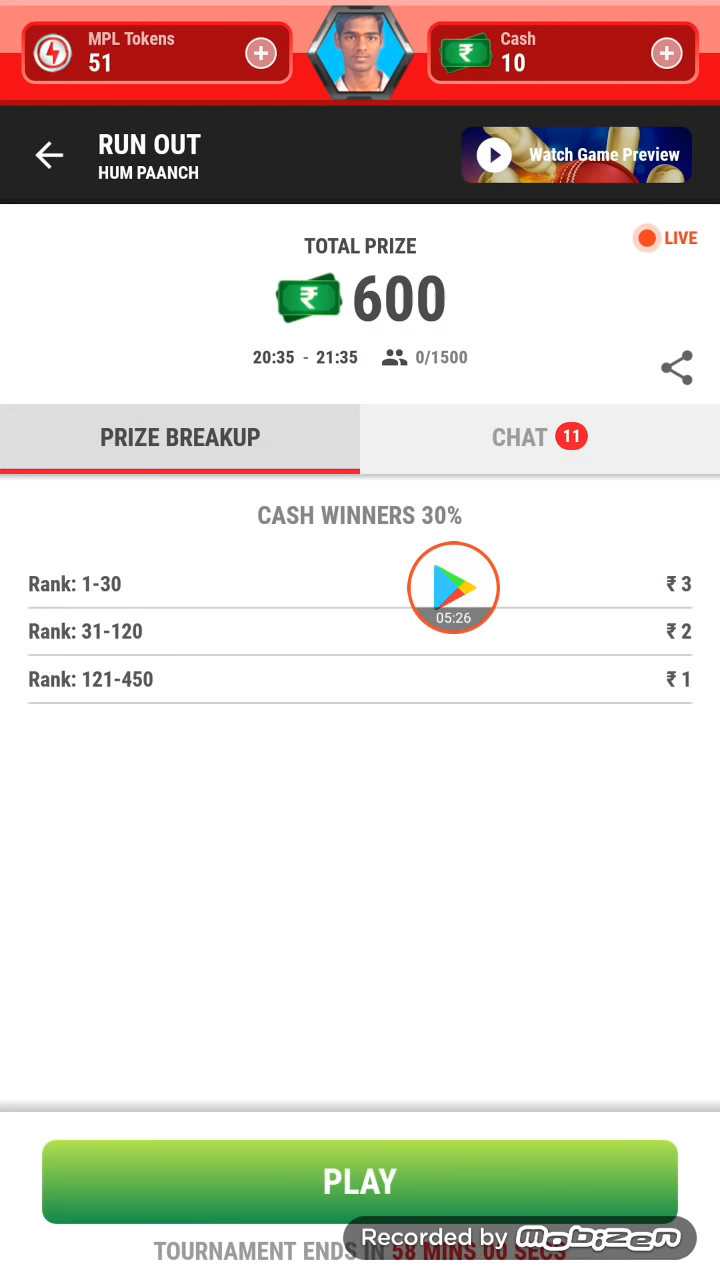 MPL Tokens
51
Cash
10
RUN OUT
HUM PAANCH
Watch Game Preview
LIVE
TOTAL PRIZE
₹ 600
20:35 - 21:35 0/1500
PRIZE BREAKUP
CHAT 11
CASH WINNERS 30%
Rank: 1-30 ₹ 3
05:26
Rank: 31-120 ₹ 2
Rank: 121-450 ₹ 1
PLAY
Recorded by mobizen
TOURNAMENT ENDS IN 58 MINS 00 SECS